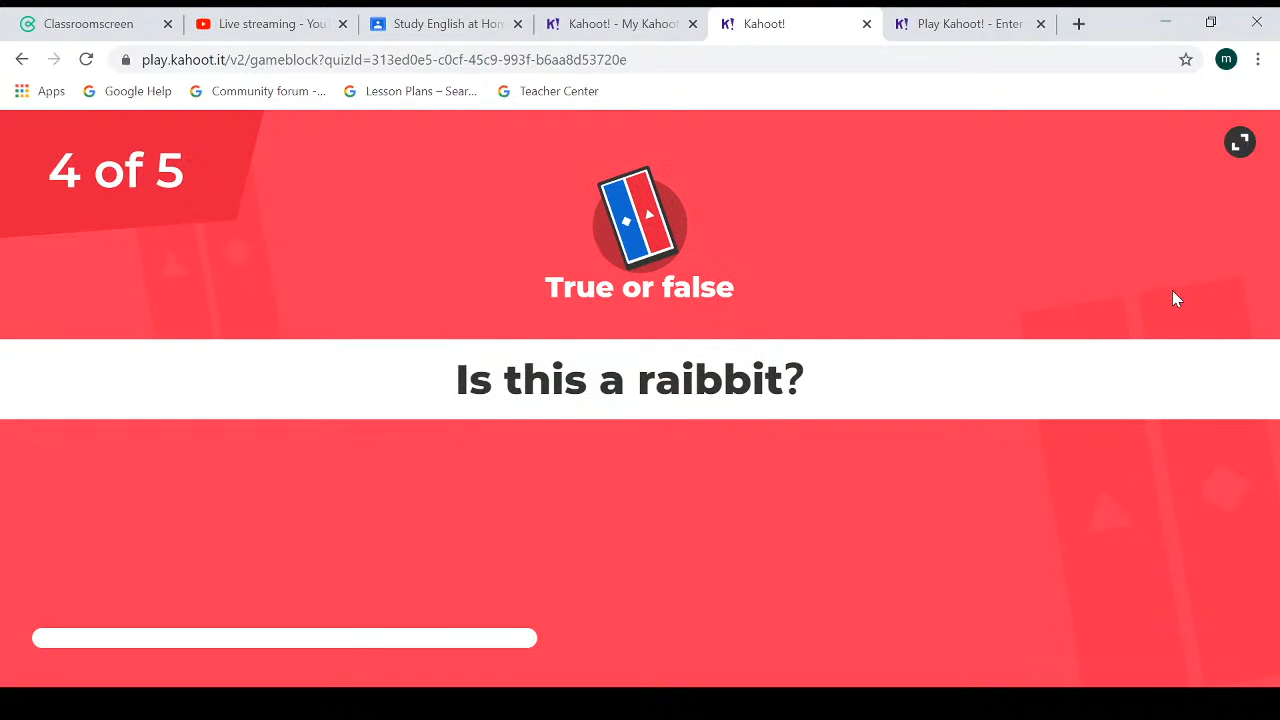 Classroomscreen
Live streaming - You
Study English at Hom
K! Kahoot! - My Kahoot
K! Kahoot!
K! Play Kahoot! - Enter
play.kahoot.it/v2/gameblock?quizId=313ed0e5-c0cf-45c9-993f-b6aa8d53720e
m
Apps
Google Help
Community forum -...
Lesson Plans – Sear...
Teacher Center
4 of 5
True or false
Is this a raibbit?